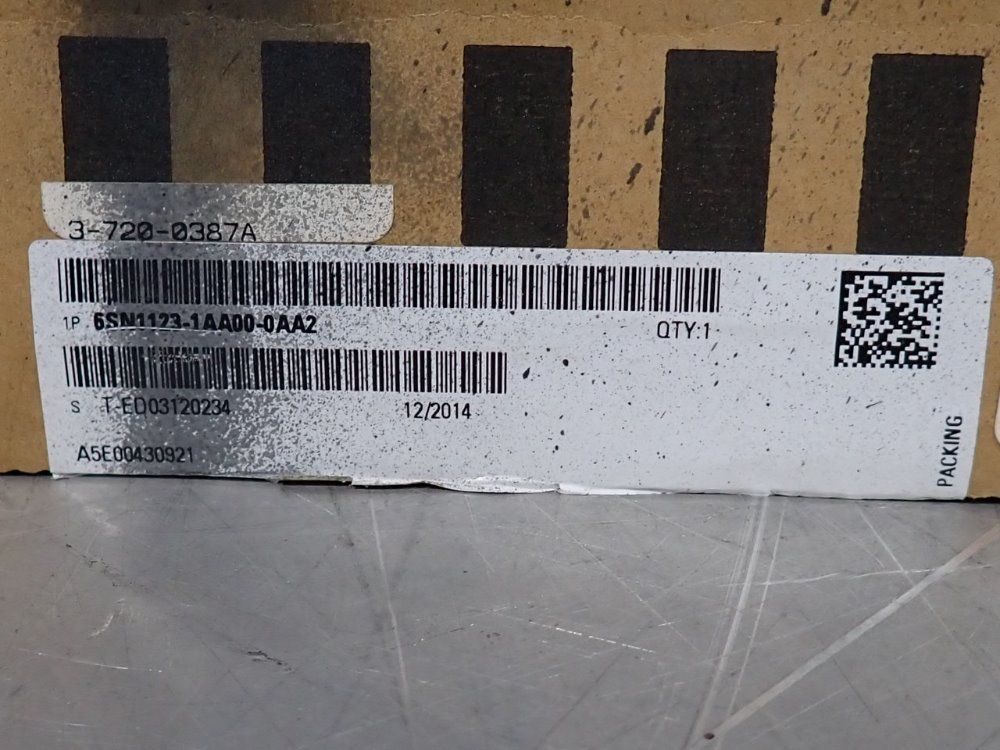 3-720-0387A
1P 6SN1123-1AA00-0AA2 QTY:1
S T-ED03120234 12/2014
A5E00430921
PACKING